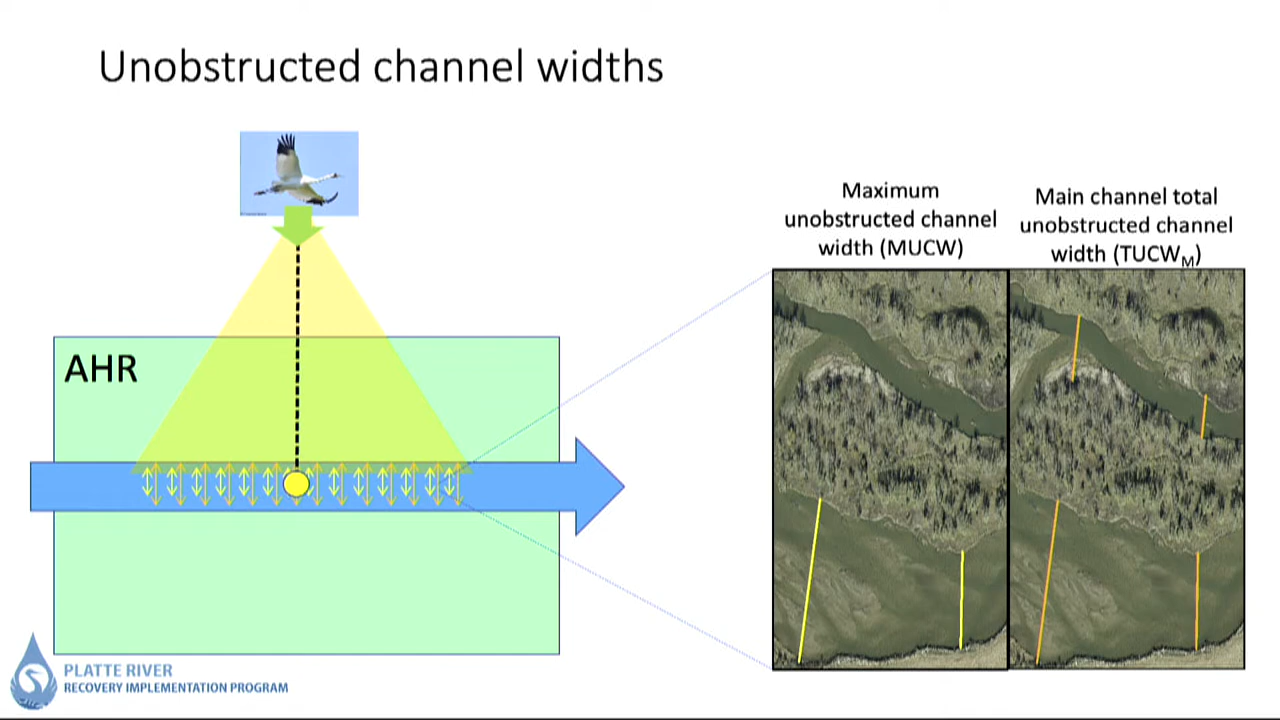 Unobstructed channel widths
Maximum
unobstructed channel
width (MUCW)
Main channel total
unobstructed channel
width (TUCWM)
AHR
PLATTE RIVER
RECOVERY IMPLEMENTATION PROGRAM